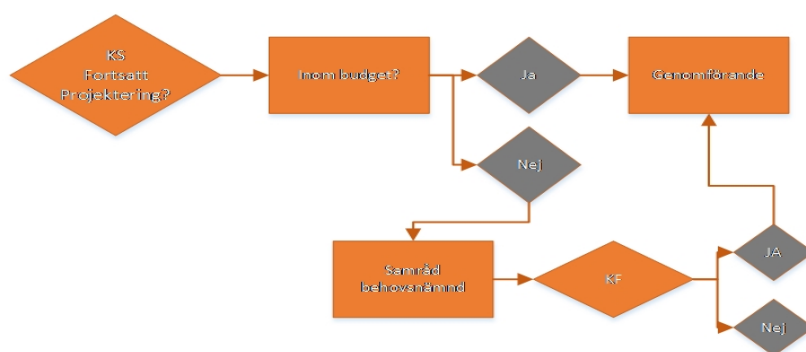 KS
Fortsatt
Projektering?
Inom budget?
Ja
Genomförande
Nej
Samråd
behovsnämnd
KF
JA
Nej